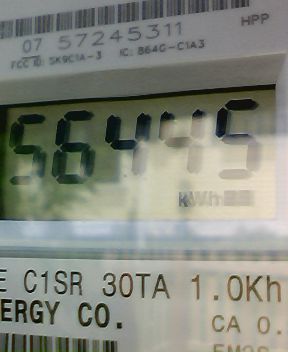 HPP
07 57245311
FCC ID: SK9C1A-3 IC: 864G-C1A3
56445
kWh
E C1SR 30TA 1.0Kh
ERGY CO.
CA 0.